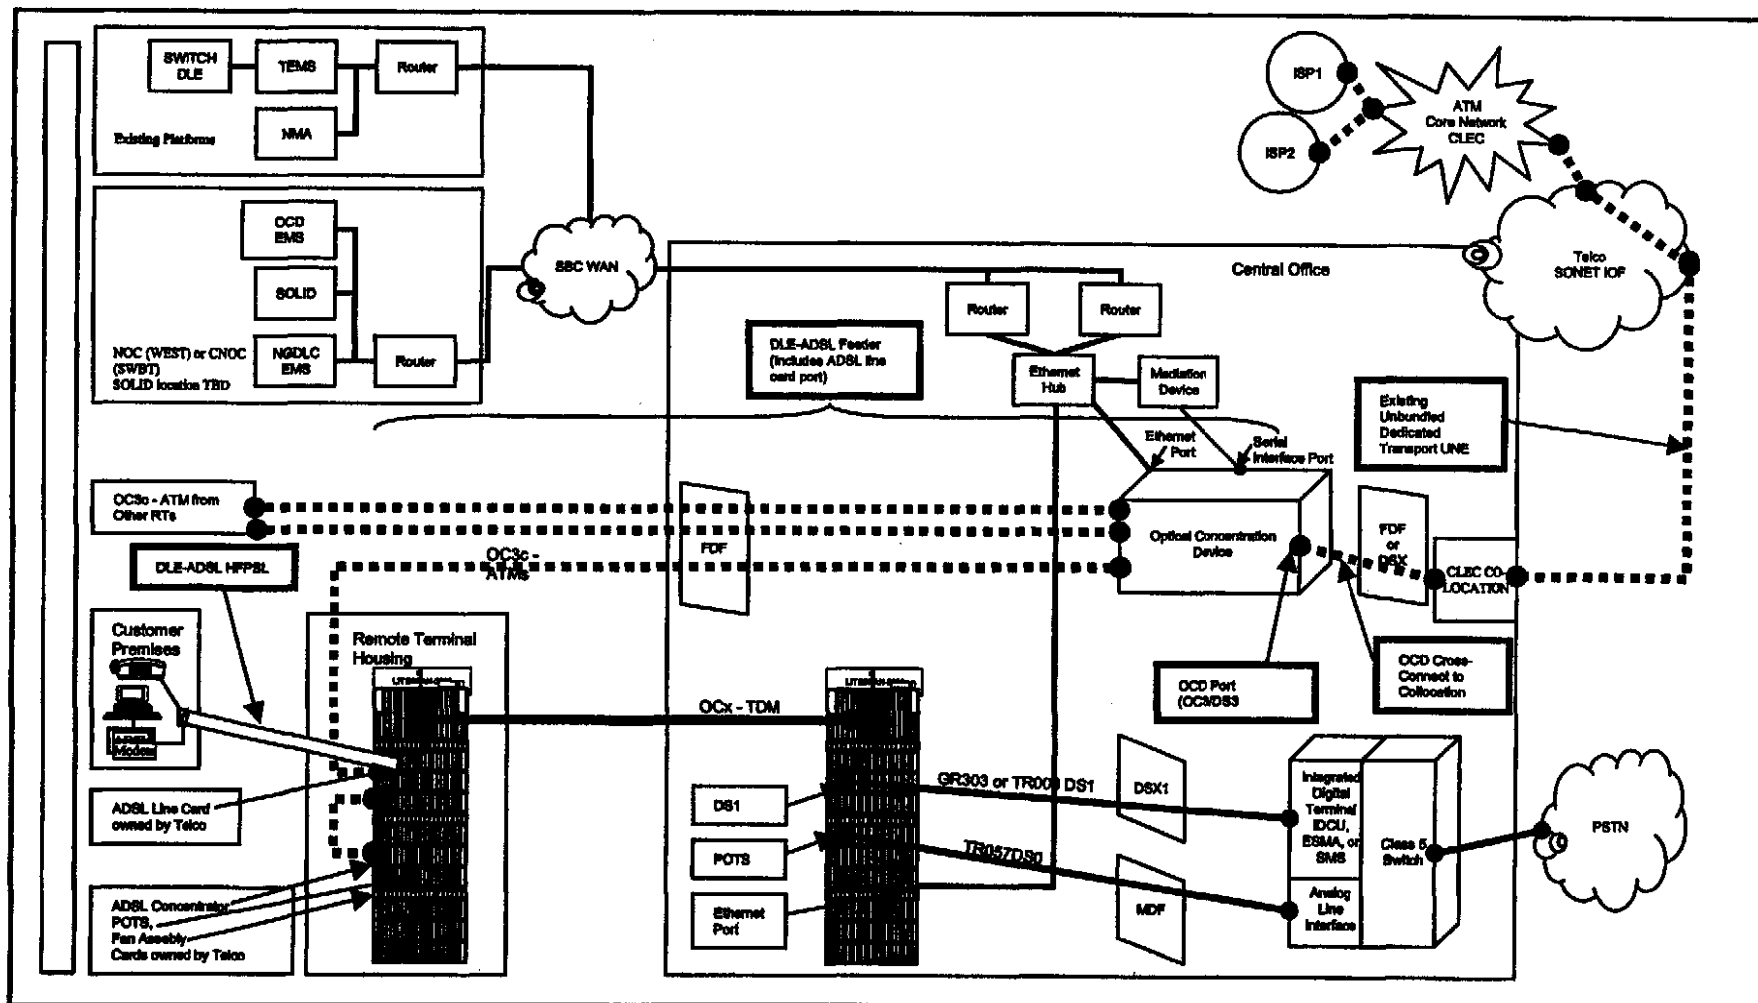 SWITCH
DLE
TEMS
Router
NMA
Existing Platforms
OCD
EMS
SOLID
NGDLC
EMS
Router
NOC (WEST) or CNOC
(SWBT)
SOLID location TBD
SBC WAN
ISP1
ISP2
ATM
Core Network
CLEC
Telco
SONET IOF
Central Office
Router
Router
DLE-ADSL Feeder
(includes ADSL line
card port)
Ethernet
Hub
Mediation
Device
Existing
Unbundled
Dedicated
Transport UNE
Ethernet
Port
Serial
Interface Port
OC3c - ATM from
Other RTs
FDF
Optical Concentration
Device
FDF
or
DSX
CLEC CO-
LOCATION
OC3c -
ATMs
DLE-ADSL HFPSL
Customer
Premises
Modem
Remote Terminal
Housing
OCD Port
(OC3/DS3
OCD Cross-
Connect to
Collocation
OCx - TDM
ADSL Line Card
owned by Telco
DS1
POTS
Ethernet
Port
GR303 or TR008 DS1
TR057DS0
DSX1
MDF
Integrated
Digital
Terminal
IDCU,
ESMA, or
SMS
Class 5
Switch
Analog
Line
Interface
PSTN
ADSL Concentrator
POTS,
Fan Assebly
Cards owned by Telco